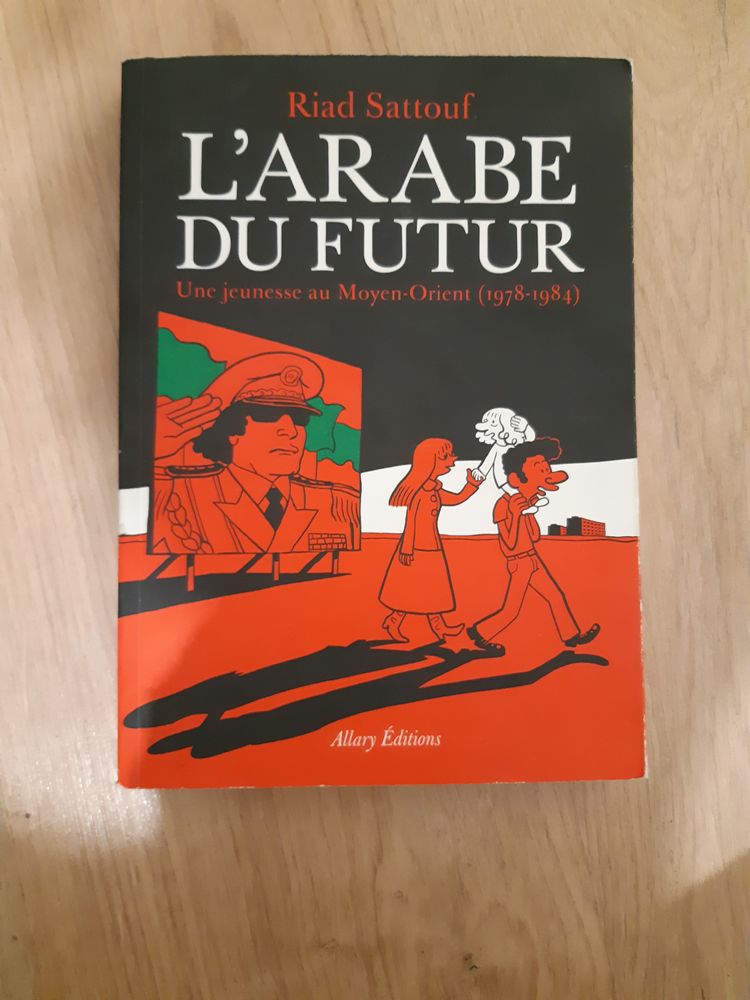 Riad Sattouf
L'ARABE
DU FUTUR
Une jeunesse au Moyen-Orient (1978-1984)
Allary Éditions